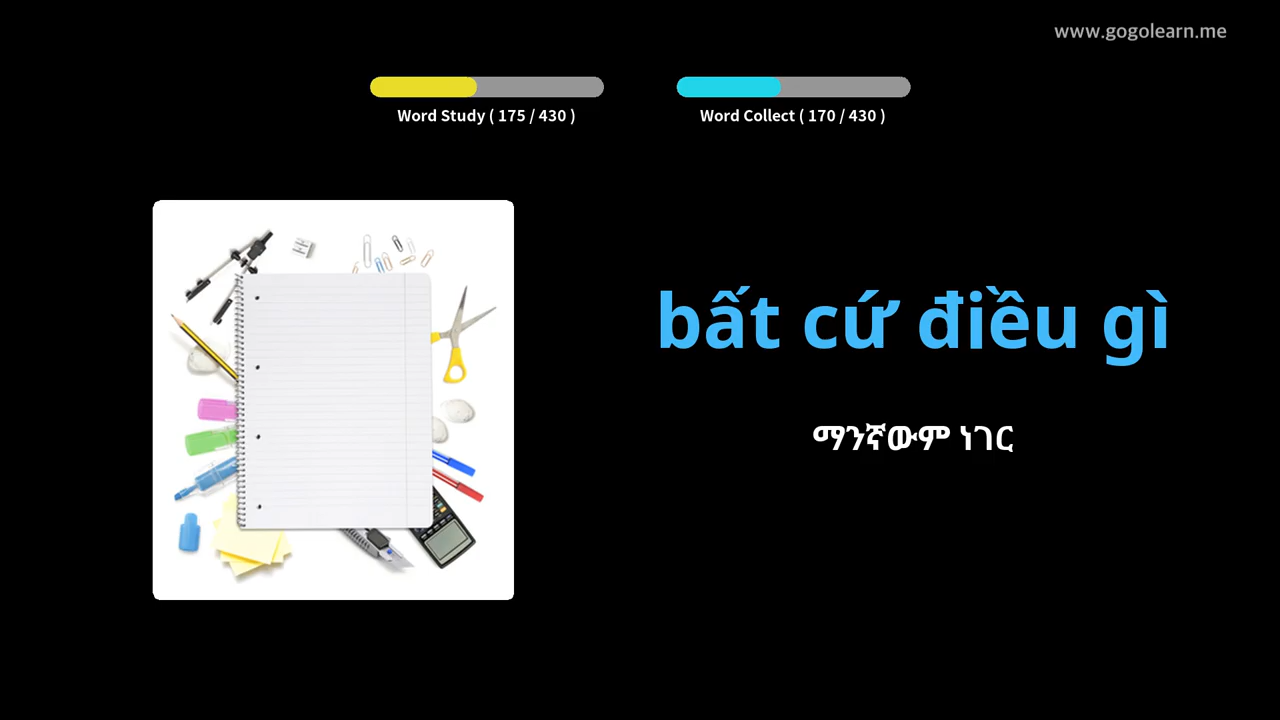 www.gogolearn.me
Word Study ( 175 / 430 )
Word Collect ( 170 / 430 )
bất cứ điều gì
ማንኛውም ነገር